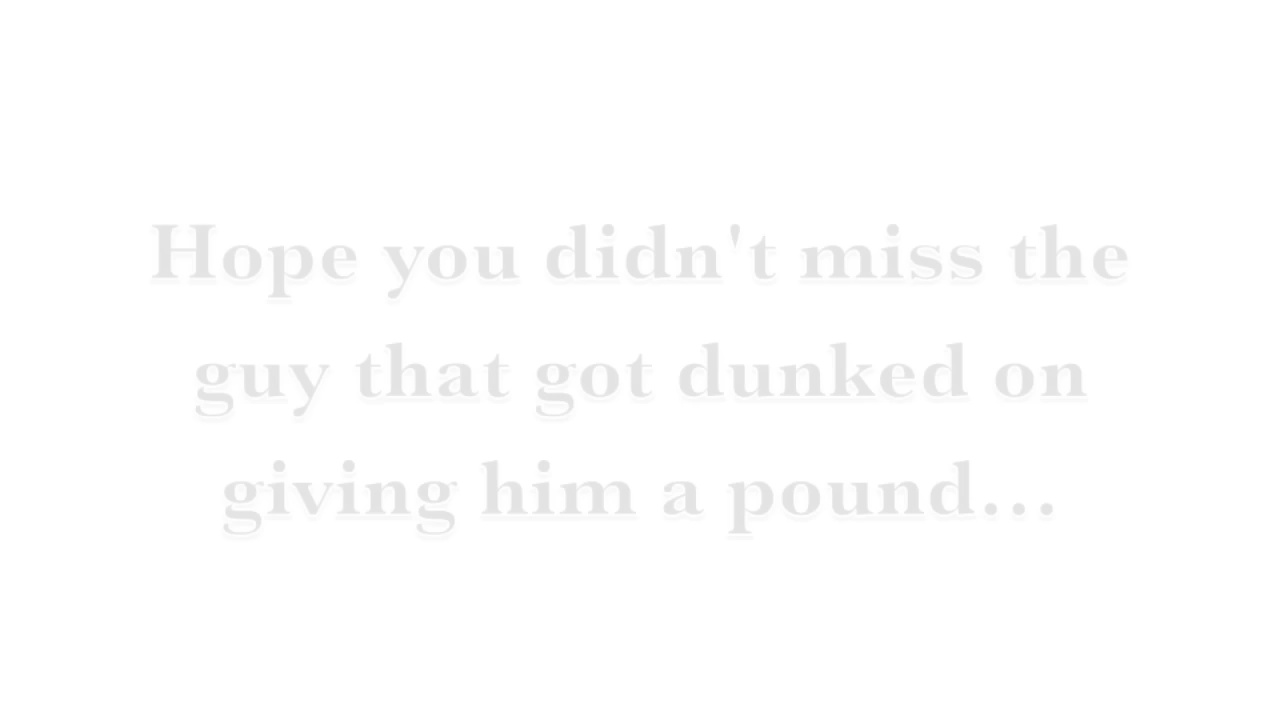 Hope you didn't miss the
guy that got dunked on
giving him a pound...